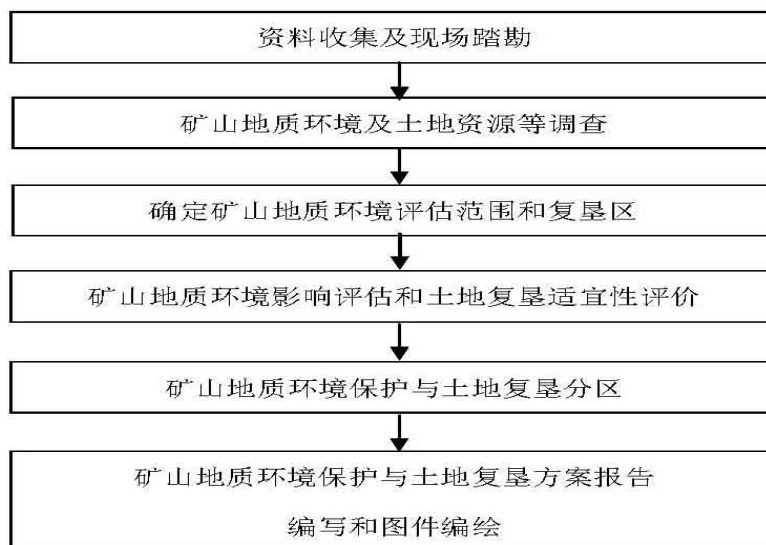 资料收集及现场踏勘
矿山地质环境及土地资源等调查
确定矿山地质环境评估范围和复垦区
矿山地质环境影响评估和土地复垦适宜性评价
矿山地质环境保护与土地复垦分区
矿山地质环境保护与土地复垦方案报告
编写和图件编绘